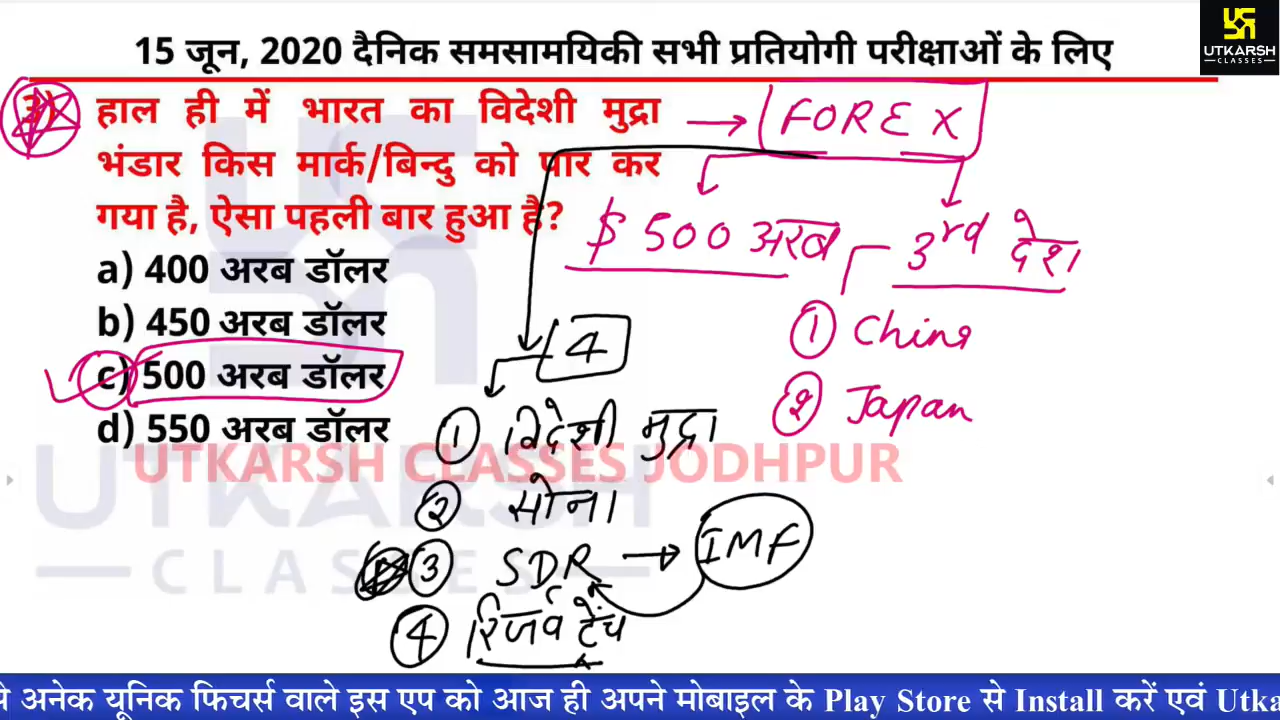 UTKARSH
CLASSES
15 जून, 2020 दैनिक समसामयिकी सभी प्रतियोगी परीक्षाओं के लिए
हाल ही में भारत का विदेशी मुद्रा
भंडार किस मार्क/बिन्दु को पार कर
गया है, ऐसा पहली बार हुआ है?
→ FOREX
$ 500 अरब
3rd देश
① China
② Japan
a) 400 अरब डॉलर
b) 450 अरब डॉलर
c) 500 अरब डॉलर
d) 550 अरब डॉलर
4
① विदेशी मुद्रा
② सोना
③ SDR → IMF
④ रिजर्व टेंच
UTKARSH CLASSES JODHPUR
UTKARSH
CLASSES
अनेक यूनिक फिचर्स वाले इस एप को आज ही अपने मोबाइल के Play Store से Install करें एवं